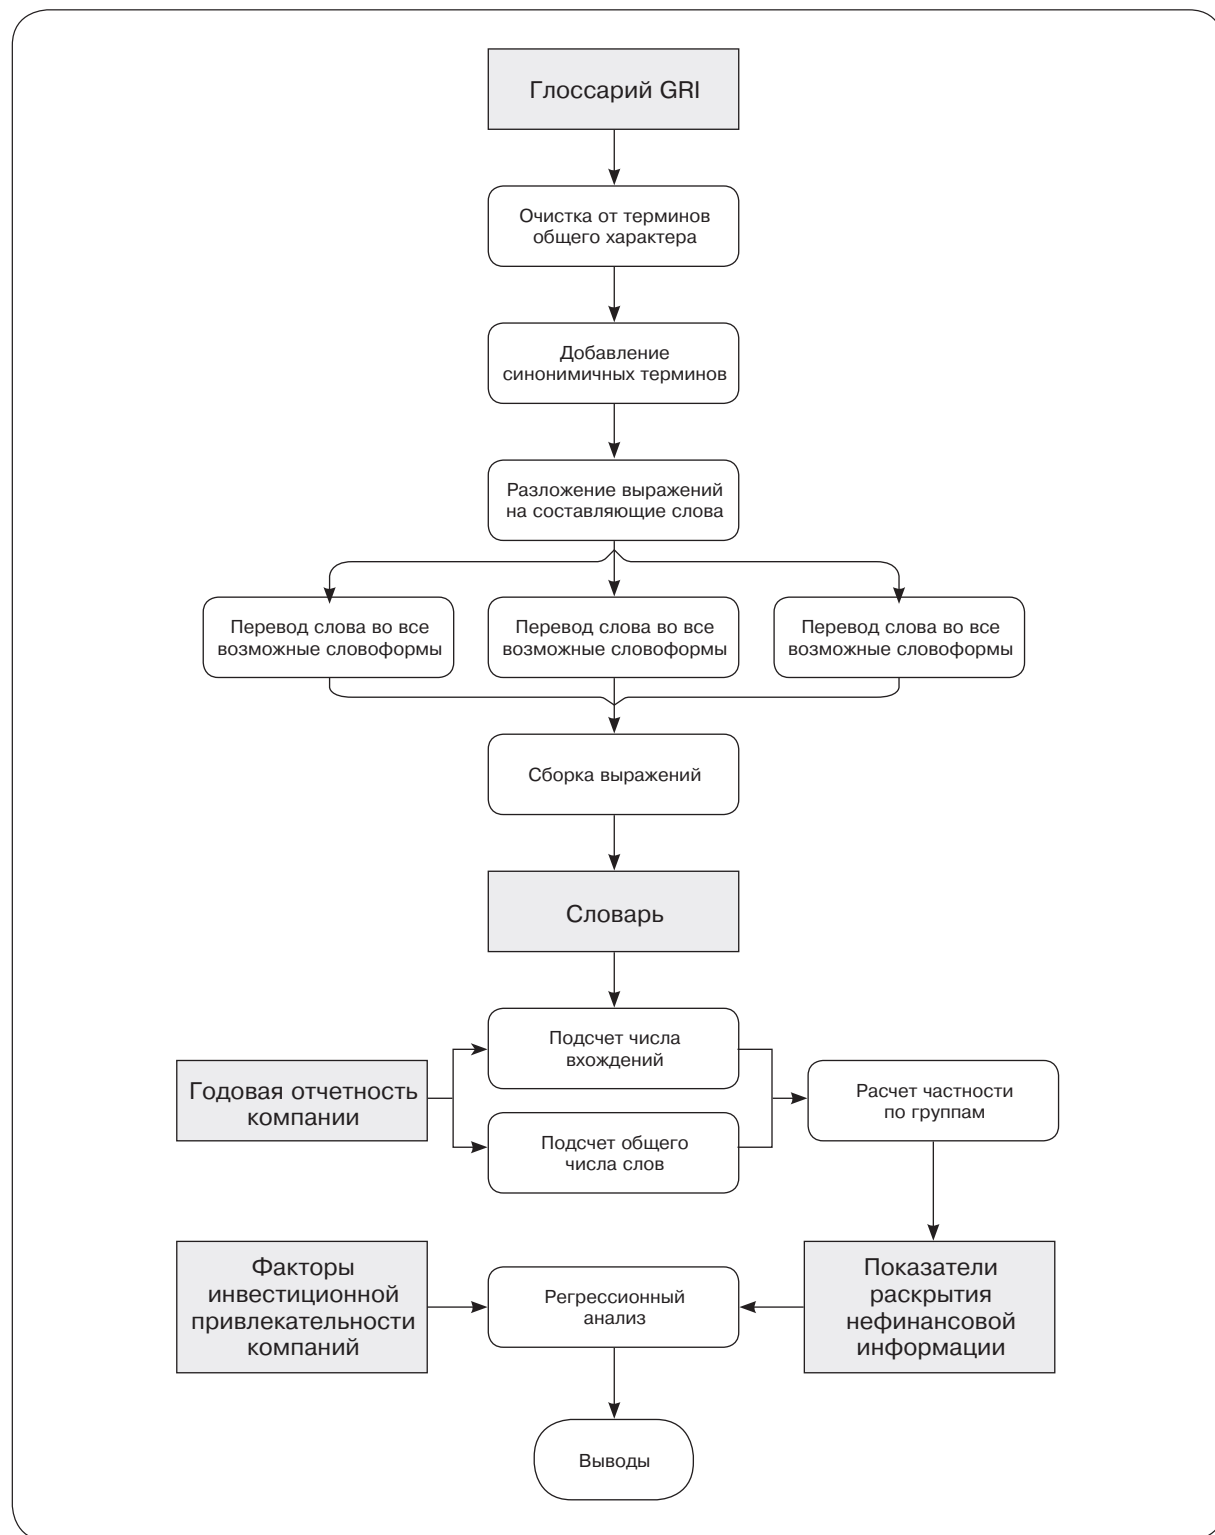 Глоссарий GRI
Очистка от терминов
общего характера
Добавление
синонимичных терминов
Разложение выражений
на составляющие слова
Перевод слова во все
возможные словоформы
Перевод слова во все
возможные словоформы
Перевод слова во все
возможные словоформы
Сборка выражений
Словарь
Подсчет числа
вхождений
Годовая отчетность
компании
Расчет частности
по группам
Подсчет общего
числа слов
Факторы
инвестиционной
привлекательности
компаний
Регрессионный
анализ
Показатели
раскрытия
нефинансовой
информации
Выводы